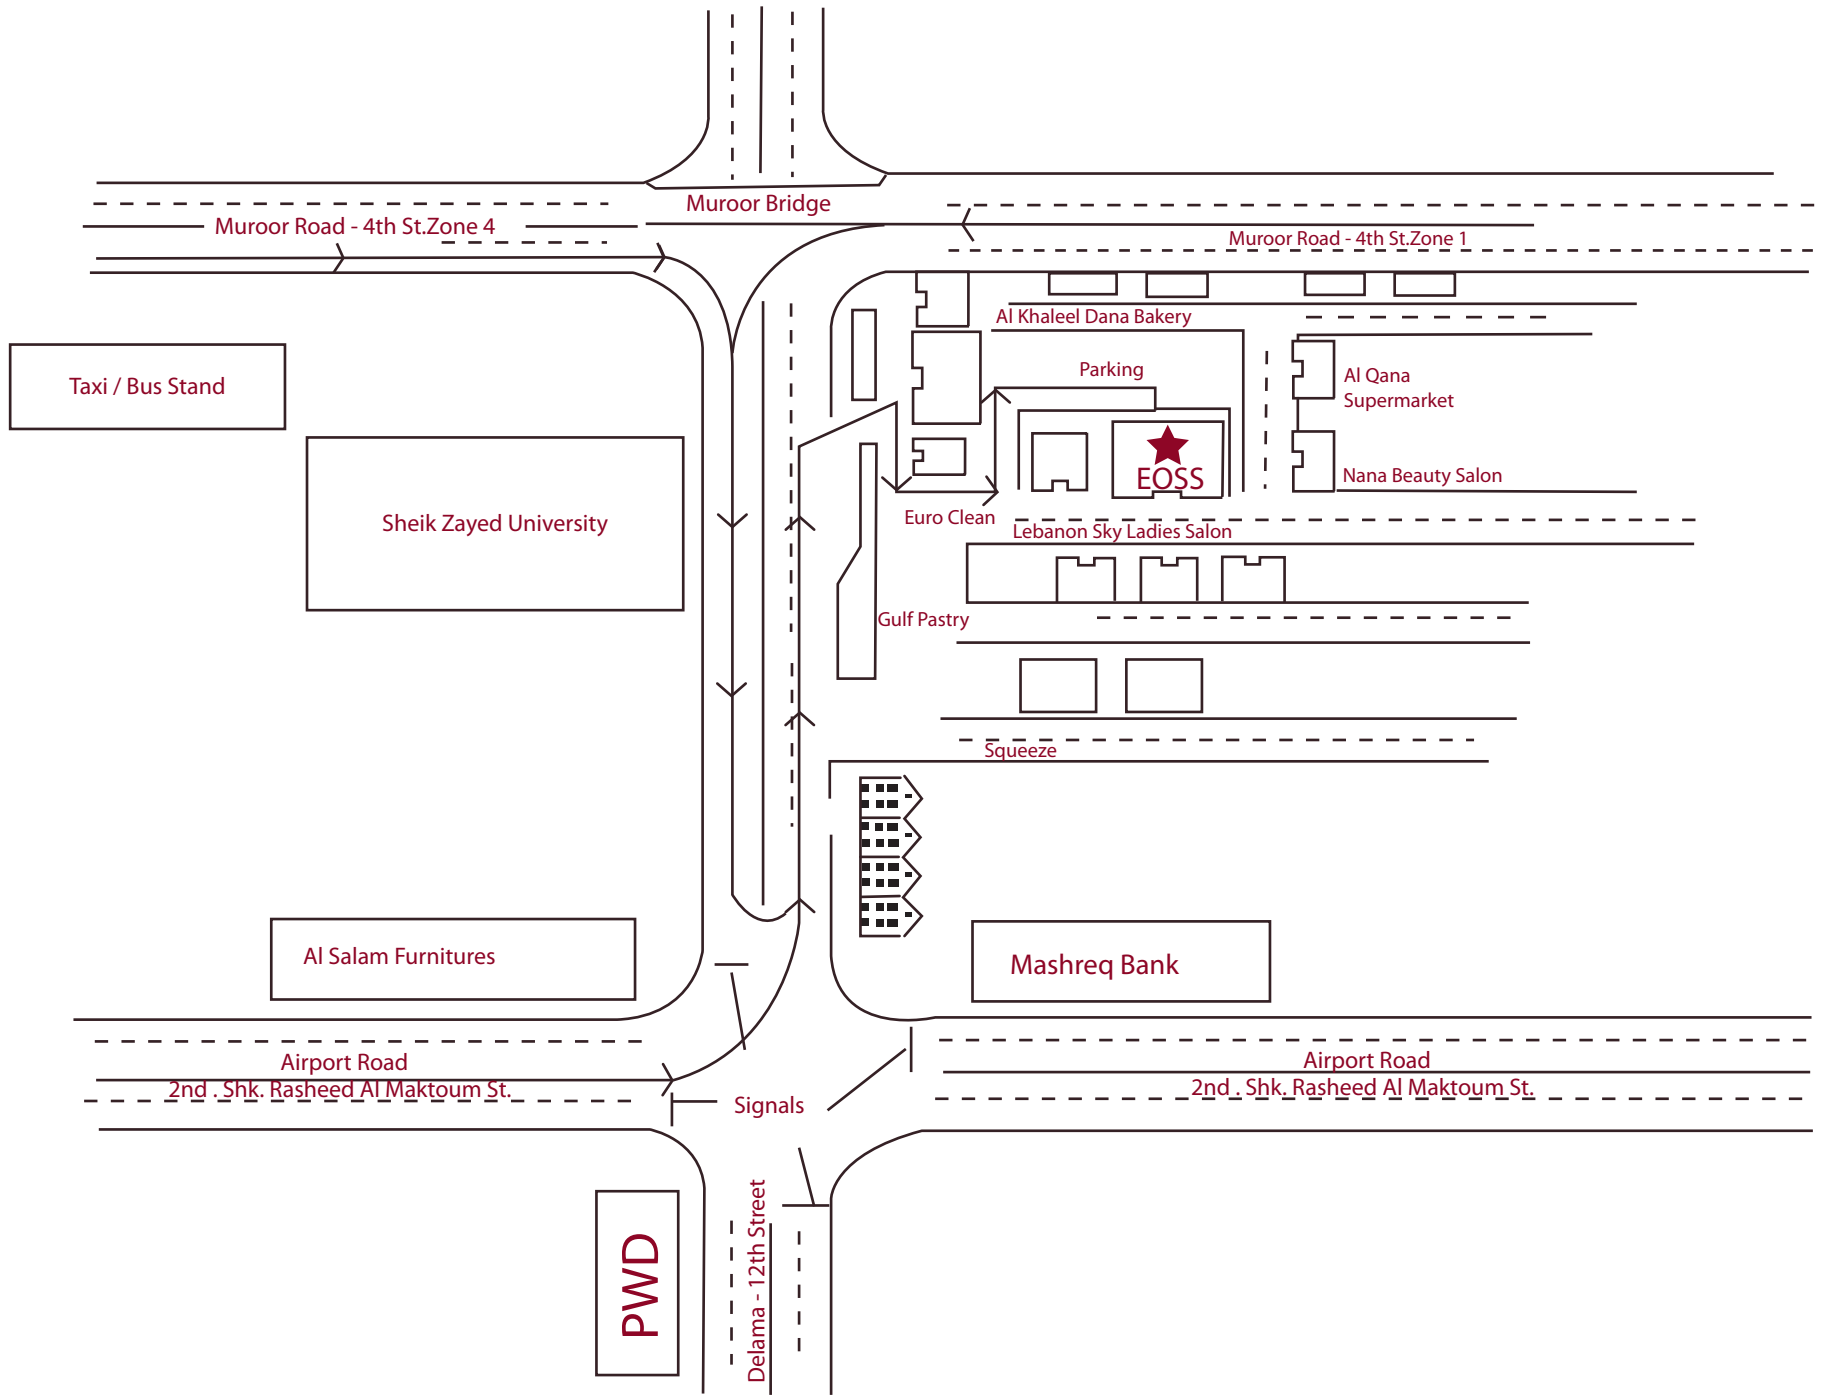 Muroor Bridge
Muroor Road - 4th St.Zone 4
Muroor Road - 4th St.Zone 1
Al Khaleel Dana Bakery
Parking
Al Qana
Supermarket
Taxi / Bus Stand
EOSS
Nana Beauty Salon
Sheik Zayed University
Euro Clean
Lebanon Sky Ladies Salon
Gulf Pastry
Squeeze
Al Salam Furnitures
Mashreq Bank
Airport Road
2nd . Shk. Rasheed Al Maktoum St.
Airport Road
2nd . Shk. Rasheed Al Maktoum St.
Signals
PWD
Delama - 12th Street